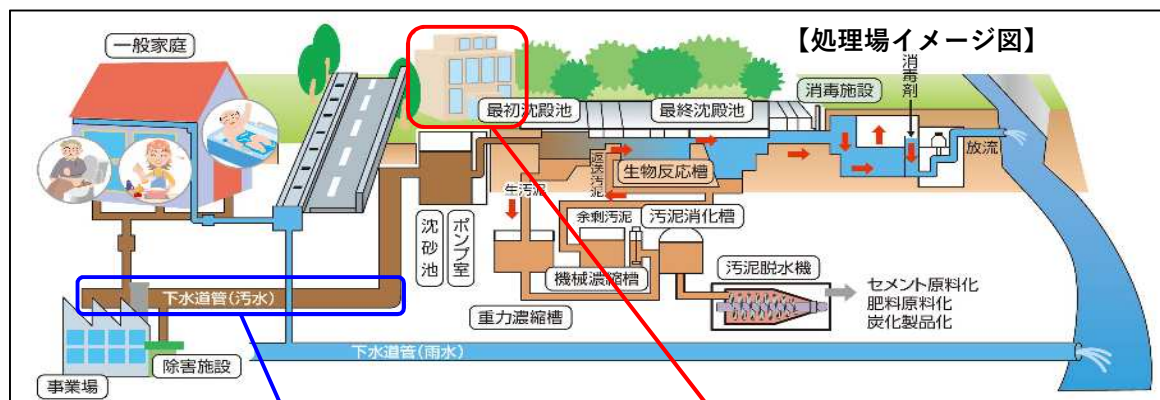 【処理場イメージ図】
一般家庭
消毒剤
最初沈殿池
最終沈殿池
消毒施設
放流
返送汚泥
生物反応槽
生汚泥
沈砂池
ポンプ室
余剰汚泥
汚泥消化槽
機械濃縮槽
汚泥脱水機
重力濃縮槽
セメント原料化
肥料原料化
炭化製品化
下水道管(汚水)
除害施設
下水道管(雨水)
事業場